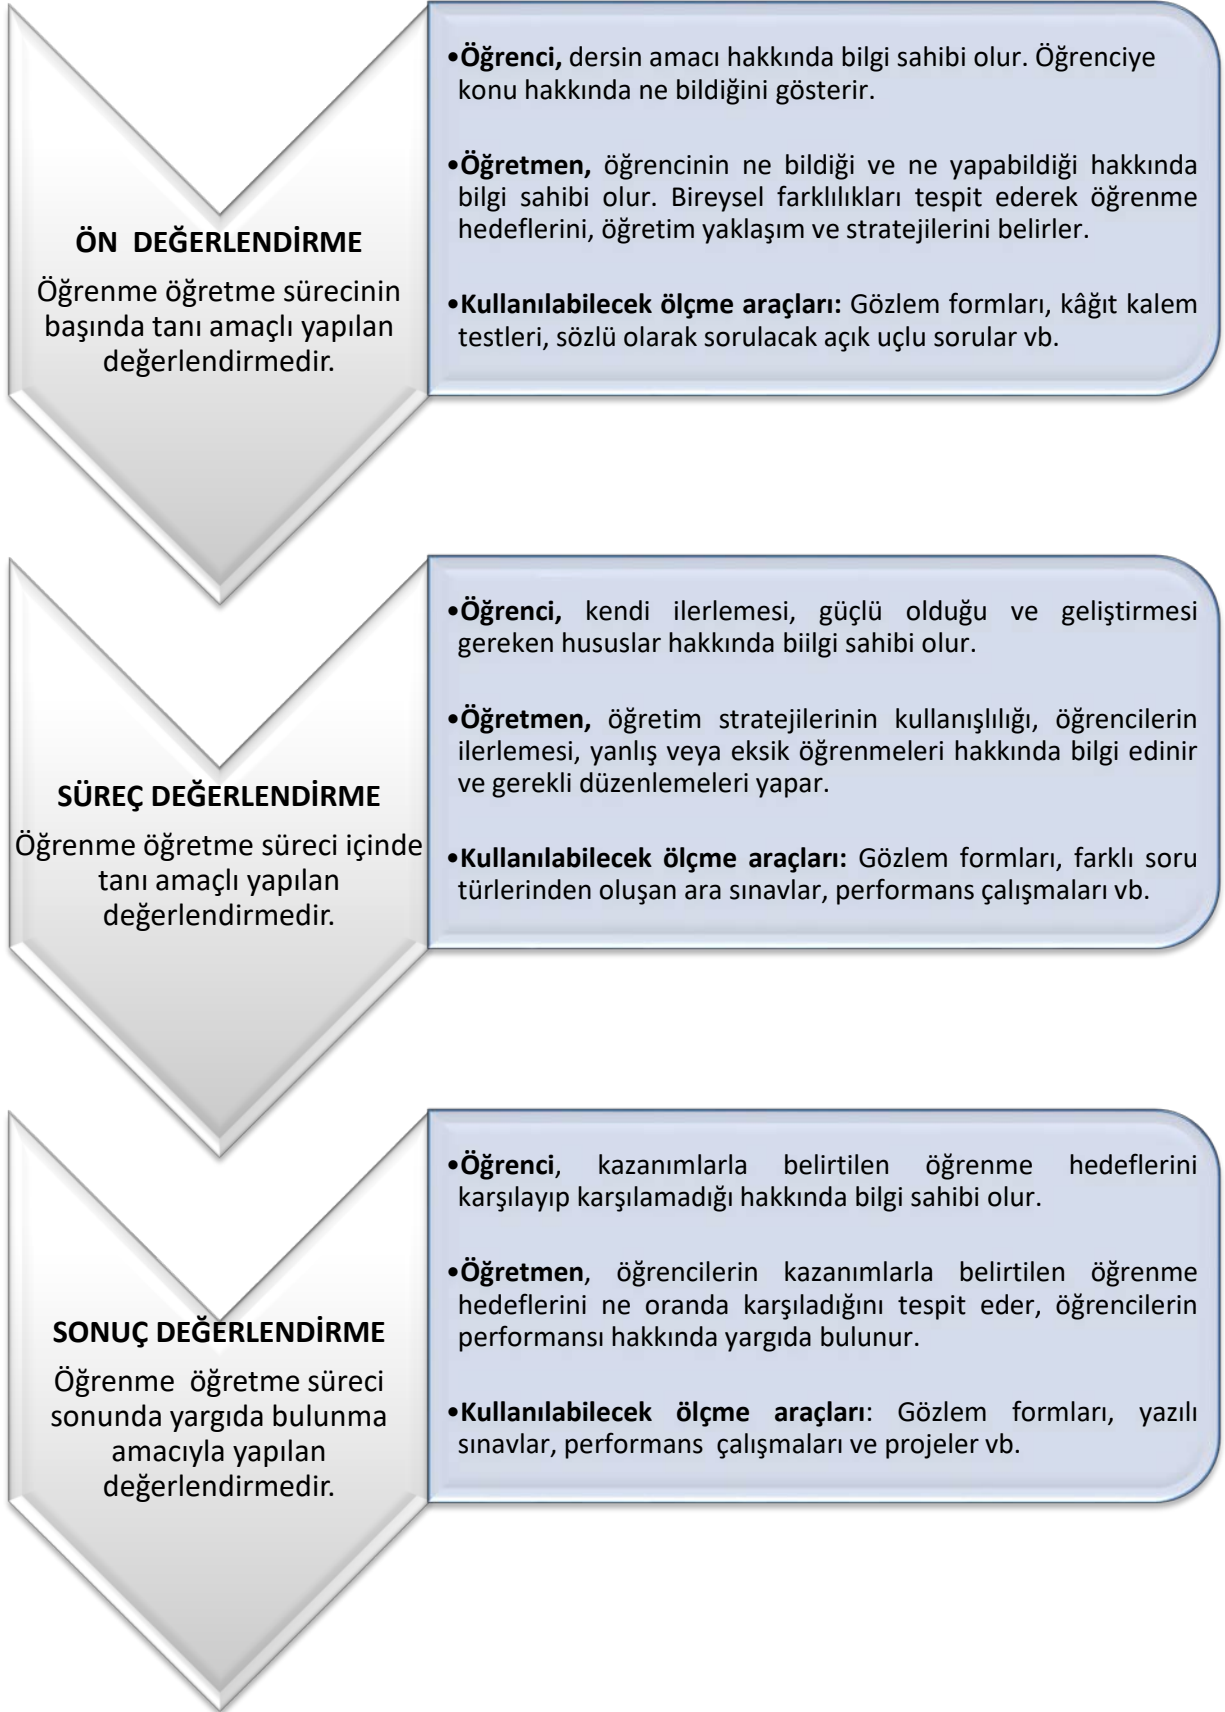 ÖN DEĞERLENDİRME
Öğrenme öğretme sürecinin
başında tanı amaçlı yapılan
değerlendirmedir.
•Öğrenci, dersin amacı hakkında bilgi sahibi olur. Öğrenciye
konu hakkında ne bildiğini gösterir.
•Öğretmen, öğrencinin ne bildiği ve ne yapabildiği hakkında
bilgi sahibi olur. Bireysel farklılıkları tespit ederek öğrenme
hedeflerini, öğretim yaklaşım ve stratejilerini belirler.
•Kullanılabilecek ölçme araçları: Gözlem formları, kâğıt kalem
testleri, sözlü olarak sorulacak açık uçlu sorular vb.
SÜREÇ DEĞERLENDİRME
Öğrenme öğretme süreci içinde
tanı amaçlı yapılan
değerlendirmedir.
•Öğrenci, kendi ilerlemesi, güçlü olduğu ve geliştirmesi
gereken hususlar hakkında biilgi sahibi olur.
•Öğretmen, öğretim stratejilerinin kullanışlılığı, öğrencilerin
ilerlemesi, yanlış veya eksik öğrenmeleri hakkında bilgi edinir
ve gerekli düzenlemeleri yapar.
•Kullanılabilecek ölçme araçları: Gözlem formları, farklı soru
türlerinden oluşan ara sınavlar, performans çalışmaları vb.
SONUÇ DEĞERLENDİRME
Öğrenme öğretme süreci
sonunda yargıda bulunma
amacıyla yapılan
değerlendirmedir.
•Öğrenci, kazanımlarla belirtilen öğrenme hedeflerini
karşılayıp karşılamadığı hakkında bilgi sahibi olur.
•Öğretmen, öğrencilerin kazanımlarla belirtilen öğrenme
hedeflerini ne oranda karşıladığını tespit eder, öğrencilerin
performansı hakkında yargıda bulunur.
•Kullanılabilecek ölçme araçları: Gözlem formları, yazılı
sınavlar, performans çalışmaları ve projeler vb.